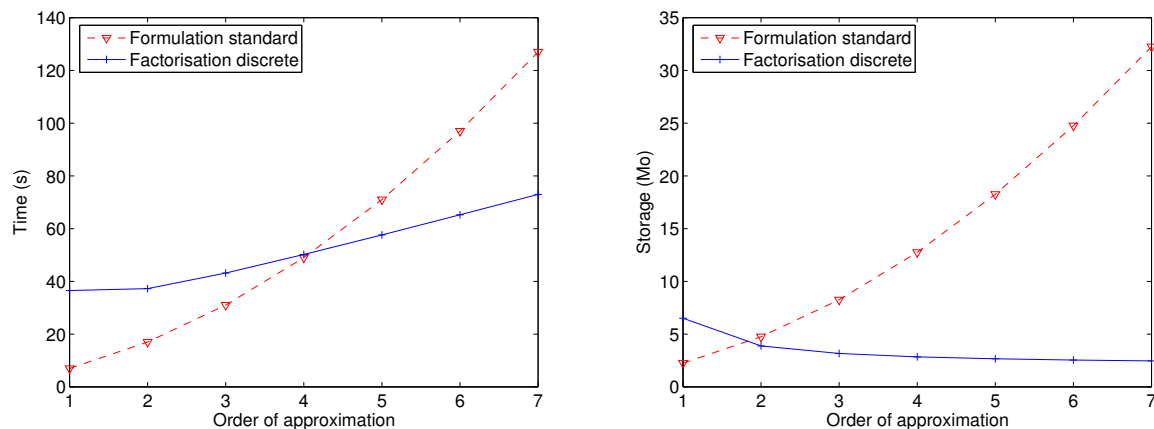 140
120
100
80
60
40
20
0
Time (s)
Formulation standard
Factorisation discrete
1 2 3 4 5 6 7
Order of approximation
35
30
25
20
15
10
5
0
Storage (Mo)
Formulation standard
Factorisation discrete
1 2 3 4 5 6 7
Order of approximation